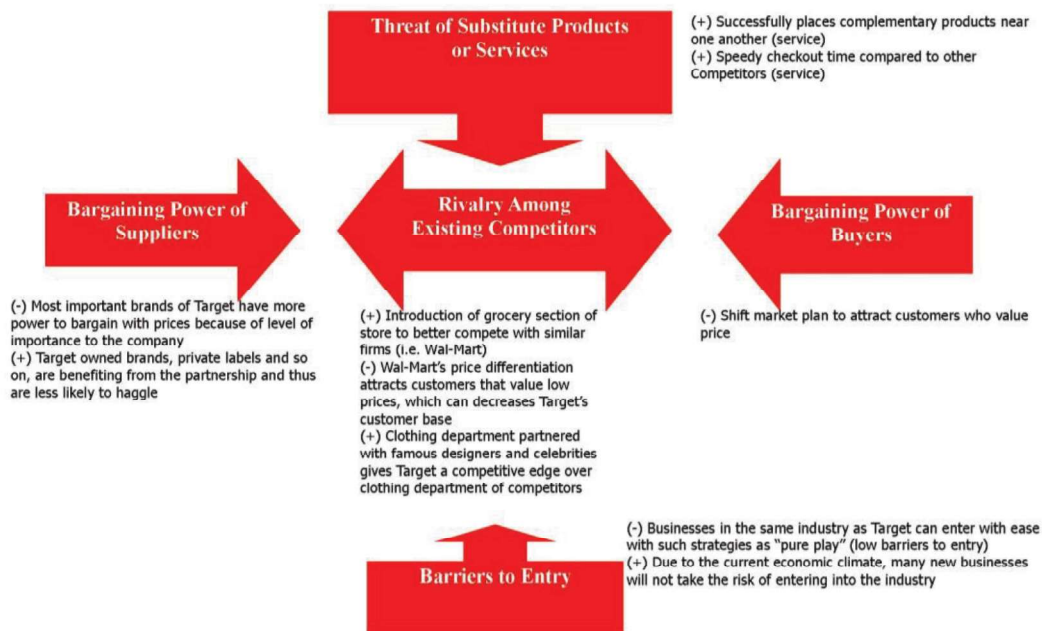 Threat of Substitute Products
or Services
(+) Successfully places complementary products near
one another (service)
(+) Speedy checkout time compared to other
Competitors (service)
Bargaining Power of
Suppliers
Rivalry Among
Existing Competitors
Bargaining Power of
Buyers
(-) Most important brands of Target have more
power to bargain with prices because of level of
importance to the company
(+) Target owned brands, private labels and so
on, are benefiting from the partnership and thus
are less likely to haggle
(+) Introduction of grocery section of
store to better compete with similar
firms (i.e. Wal-Mart)
(-) Wal-Mart's price differentiation
attracts customers that value low
prices, which can decreases Target's
customer base
(+) Clothing department partnered
with famous designers and celebrities
gives Target a competitive edge over
clothing department of competitors
(-) Shift market plan to attract customers who value
price
Barriers to Entry
(-) Businesses in the same industry as Target can enter with ease
with such strategies as "pure play" (low barriers to entry)
(+) Due to the current economic climate, many new businesses
will not take the risk of entering into the industry